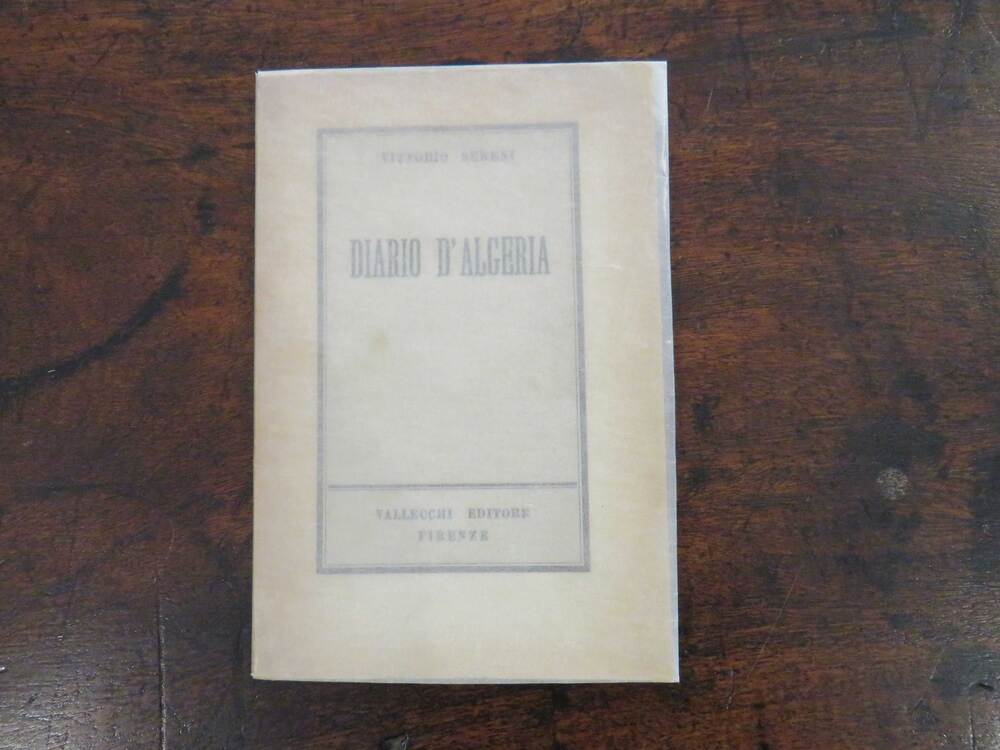 VITTORIO SERENI
DIARIO D'ALGERIA
VALLECCHI EDITORE
FIRENZE